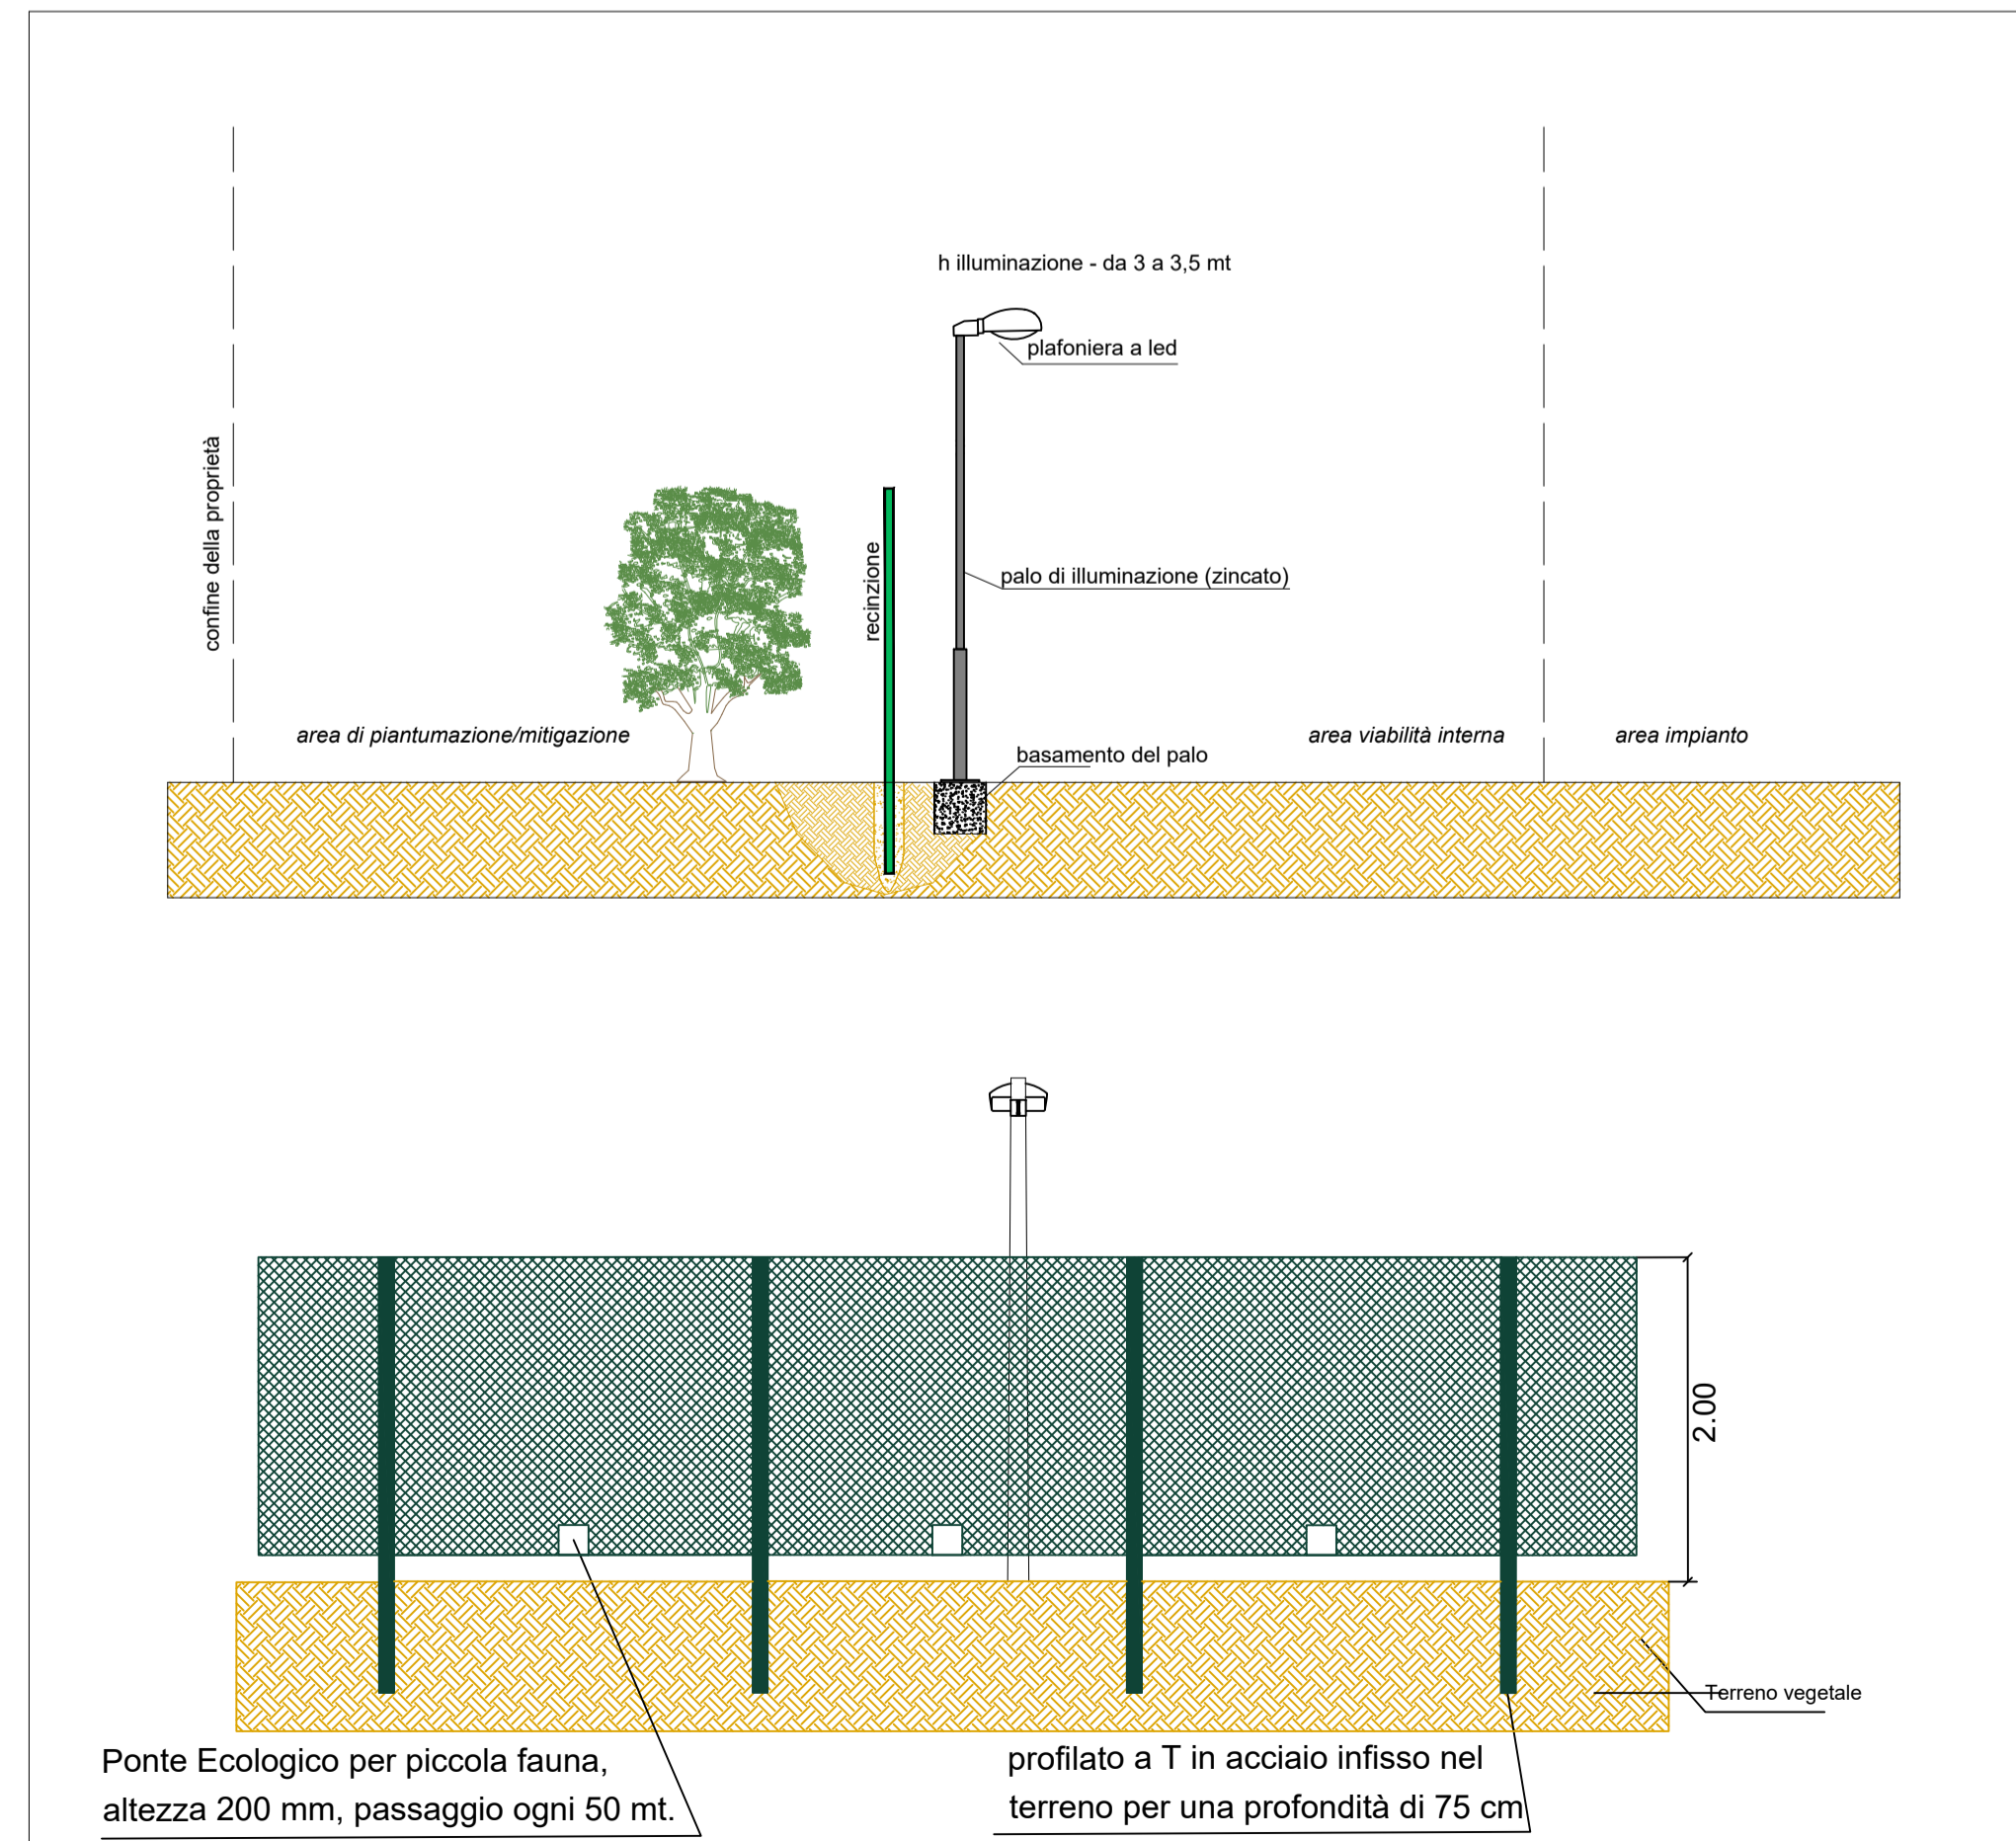 h illuminazione - da 3 a 3,5 mt
plafoniera a led
confine della proprietà
recinzione
palo di illuminazione (zincato)
area di piantumazione/mitigazione
area viabilità interna
area impianto
basamento del palo
2.00
Terreno vegetale
Ponte Ecologico per piccola fauna,
altezza 200 mm, passaggio ogni 50 mt.
profilato a T in acciaio infisso nel
terreno per una profondità di 75 cm